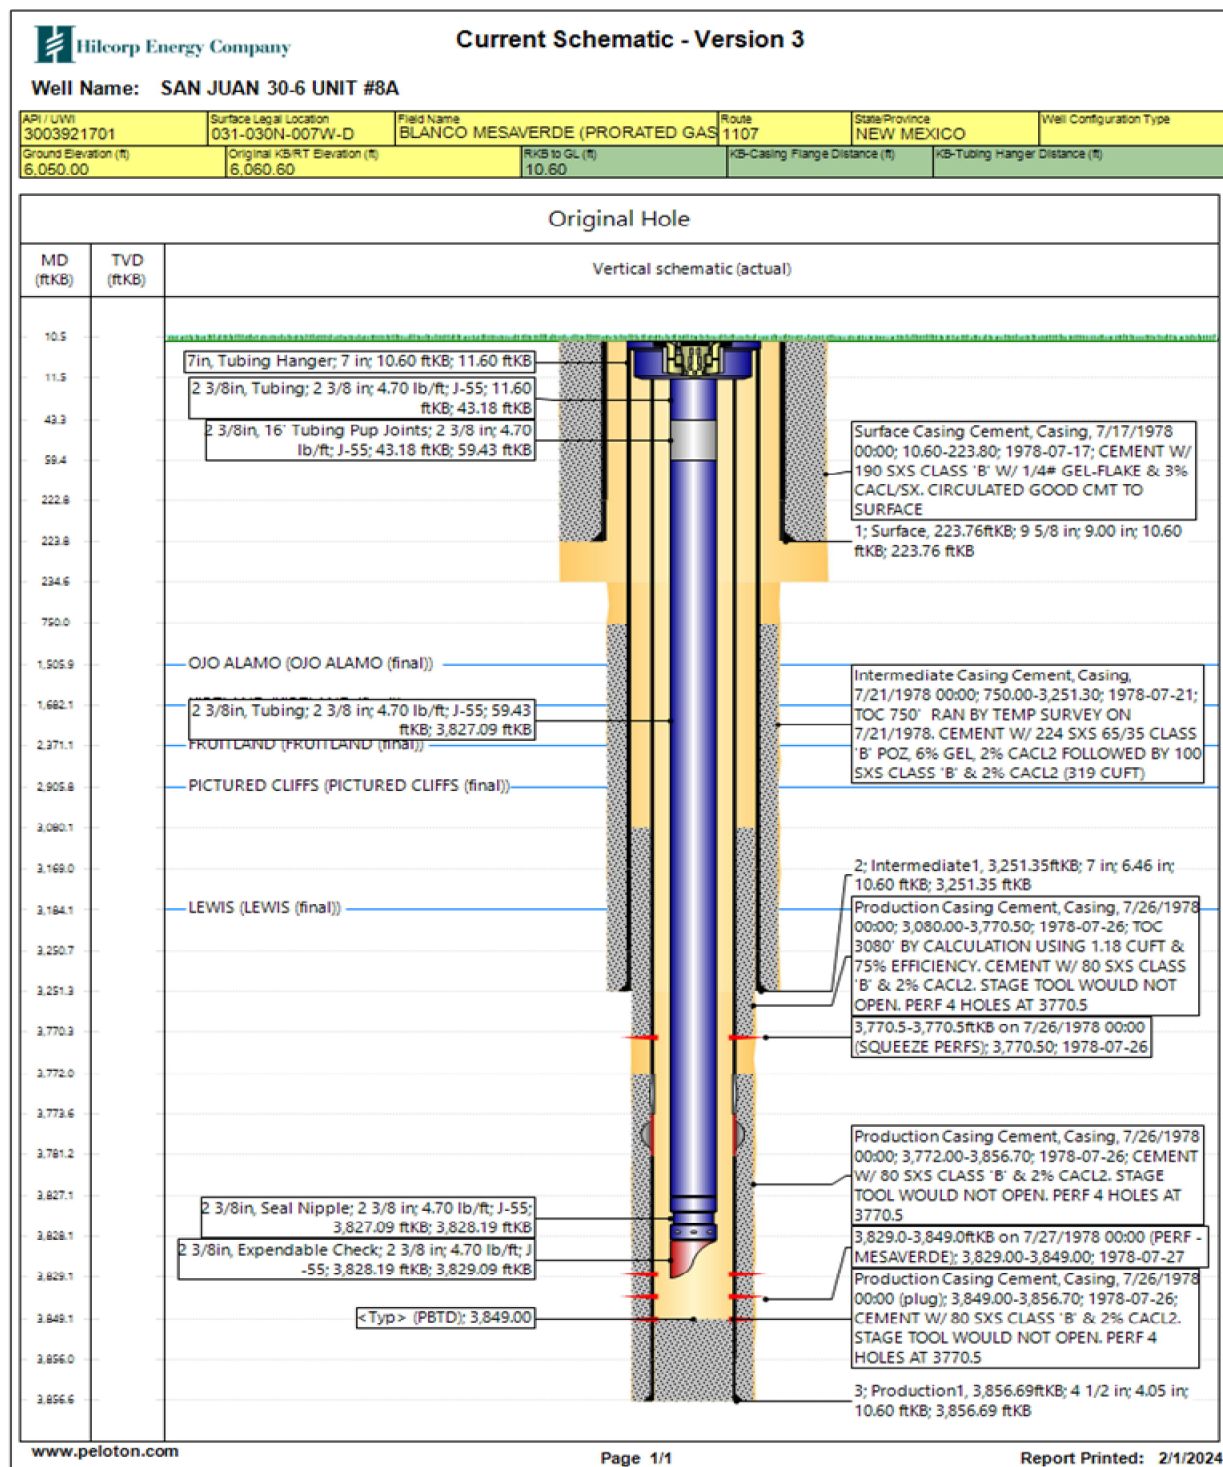 Hilcorp Energy Company
Current Schematic - Version 3
Well Name: SAN JUAN 30-6 UNIT #8A
API / UWI
3003921701
Surface Legal Location
031-030N-007W-D
Field Name
BLANCO MESAVERDE (PRORATED GAS
Route
1107
State/Province
NEW MEXICO
Well Configuration Type
Ground Elevation (ft)
6,050.00
Original KB/RT Elevation (ft)
6,060.60
RKB to GL (ft)
10.60
KB-Casing Flange Distance (ft)
KB-Tubing Hanger Distance (ft)
Original Hole
MD
(ftKB)
TVD
(ftKB)
Vertical schematic (actual)
10.5
11.5
43.3
59.4
222.8
223.8
234.6
750.0
1,505.9
1,682.1
2,371.1
2,905.8
3,080.1
3,169.0
3,184.1
3,250.7
3,251.3
3,770.3
3,772.0
3,773.6
3,781.2
3,827.1
3,828.1
3,829.1
3,849.1
3,856.0
3,856.6
7in, Tubing Hanger; 7 in; 10.60 ftKB; 11.60 ftKB
2 3/8in, Tubing; 2 3/8 in; 4.70 lb/ft; J-55; 11.60
ftKB; 43.18 ftKB
2 3/8in, 16' Tubing Pup Joints; 2 3/8 in; 4.70
lb/ft; J-55; 43.18 ftKB; 59.43 ftKB
OJO ALAMO (OJO ALAMO (final))
2 3/8in, Tubing; 2 3/8 in; 4.70 lb/ft; J-55; 59.43
ftKB; 3,827.09 ftKB
FRUITLAND (FRUITLAND (final))
PICTURED CLIFFS (PICTURED CLIFFS (final))
LEWIS (LEWIS (final))
2 3/8in, Seal Nipple; 2 3/8 in; 4.70 lb/ft; J-55;
3,827.09 ftKB; 3,828.19 ftKB
2 3/8in, Expendable Check; 2 3/8 in; 4.70 lb/ft; J
-55; 3,828.19 ftKB; 3,829.09 ftKB
<Typ> (PBTD); 3,849.00
Surface Casing Cement, Casing, 7/17/1978
00:00; 10.60-223.80; 1978-07-17; CEMENT W/
190 SXS CLASS 'B' W/ 1/4# GEL-FLAKE & 3%
CACL/SX. CIRCULATED GOOD CMT TO
SURFACE
1; Surface, 223.76ftKB; 9 5/8 in; 9.00 in; 10.60
ftKB; 223.76 ftKB
Intermediate Casing Cement, Casing,
7/21/1978 00:00; 750.00-3,251.30; 1978-07-21;
TOC 750' RAN BY TEMP SURVEY ON
7/21/1978. CEMENT W/ 224 SXS 65/35 CLASS
'B' POZ, 6% GEL, 2% CACL2 FOLLOWED BY 100
SXS CLASS 'B' & 2% CACL2 (319 CUFT)
2; Intermediate1, 3,251.35ftKB; 7 in; 6.46 in;
10.60 ftKB; 3,251.35 ftKB
Production Casing Cement, Casing, 7/26/1978
00:00; 3,080.00-3,770.50; 1978-07-26; TOC
3080' BY CALCULATION USING 1.18 CUFT &
75% EFFICIENCY. CEMENT W/ 80 SXS CLASS
'B' & 2% CACL2. STAGE TOOL WOULD NOT
OPEN. PERF 4 HOLES AT 3770.5
3,770.5-3,770.5ftKB on 7/26/1978 00:00
(SQUEEZE PERFS); 3,770.50; 1978-07-26
Production Casing Cement, Casing, 7/26/1978
00:00; 3,772.00-3,856.70; 1978-07-26; CEMENT
W/ 80 SXS CLASS 'B' & 2% CACL2. STAGE
TOOL WOULD NOT OPEN. PERF 4 HOLES AT
3770.5
3,829.0-3,849.0ftKB on 7/27/1978 00:00 (PERF -
MESAVERDE); 3,829.00-3,849.00; 1978-07-27
Production Casing Cement, Casing, 7/26/1978
00:00 (plug); 3,849.00-3,856.70; 1978-07-26;
CEMENT W/ 80 SXS CLASS 'B' & 2% CACL2.
STAGE TOOL WOULD NOT OPEN. PERF 4
HOLES AT 3770.5
3; Production1, 3,856.69ftKB; 4 1/2 in; 4.05 in;
10.60 ftKB; 3,856.69 ftKB
www.peloton.com
Page 1/1
Report Printed: 2/1/2024